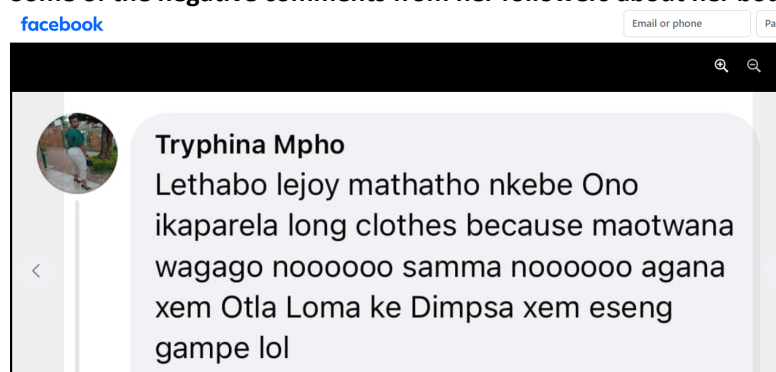 some of the negative comments from her followers about her bo
facebook
Email or phone
Pa
Tryphina Mpho
Lethabo lejoy mathatho nkebe Ono
ikaparela long clothes because maotwana
wagago noooooo samma noooooo agana
xem Otla Loma ke Dimpsa xem eseng
gampe lol